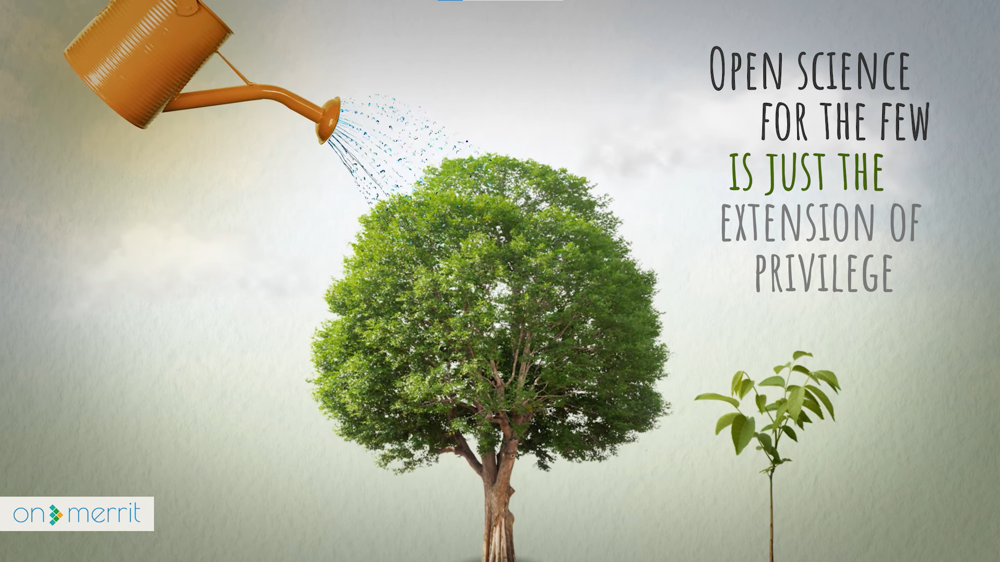 Open science
for the few
is just the
extension of
privilege
on merrit